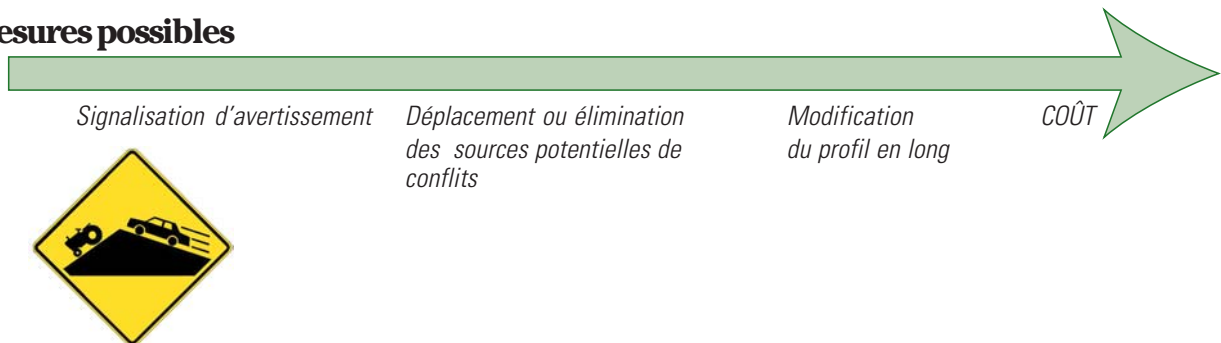 esures possibles
Signalisation d'avertissement
Déplacement ou élimination
des sources potentielles de
conflits
Modification
du profil en long
COÛT